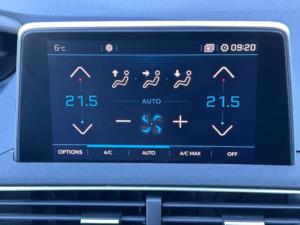 6°C 09:20
21.5 AUTO 21.5
OPTIONS A/C AUTO A/C MAX OFF